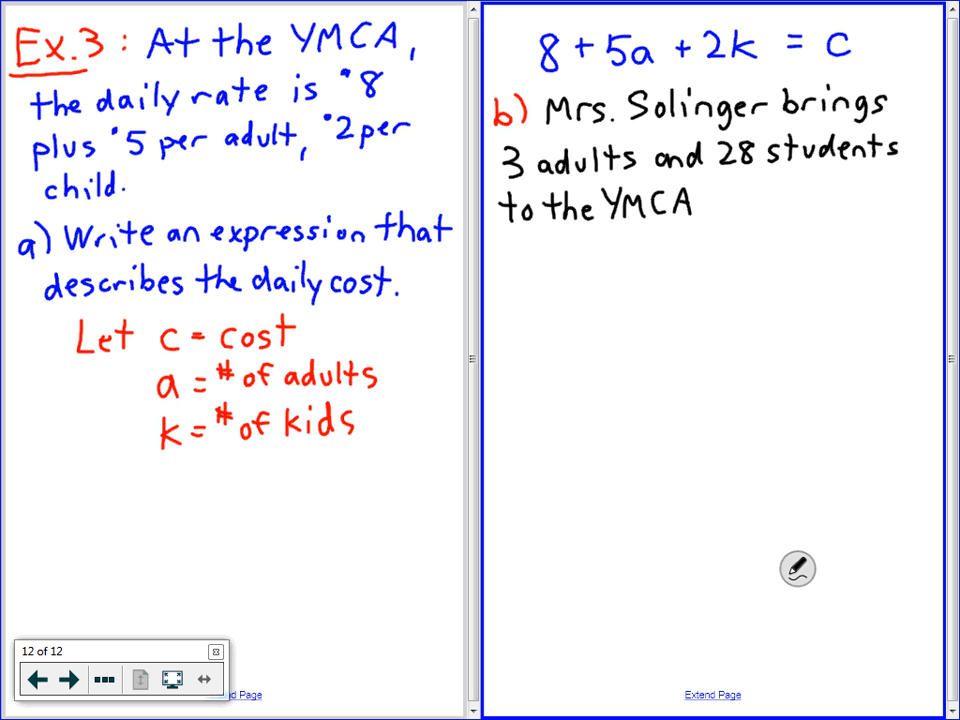 Ex.3: At the YMCA,
the daily rate is $8
plus $5 per adult, $2 per
child.
a) Write an expression that
describes the daily cost.
Let c = cost
a = # of adults
k = # of kids
12 of 12
nd Page
8 + 5a + 2k = c
b) Mrs. Solinger brings
3 adults and 28 students
to the YMCA
Extend Page